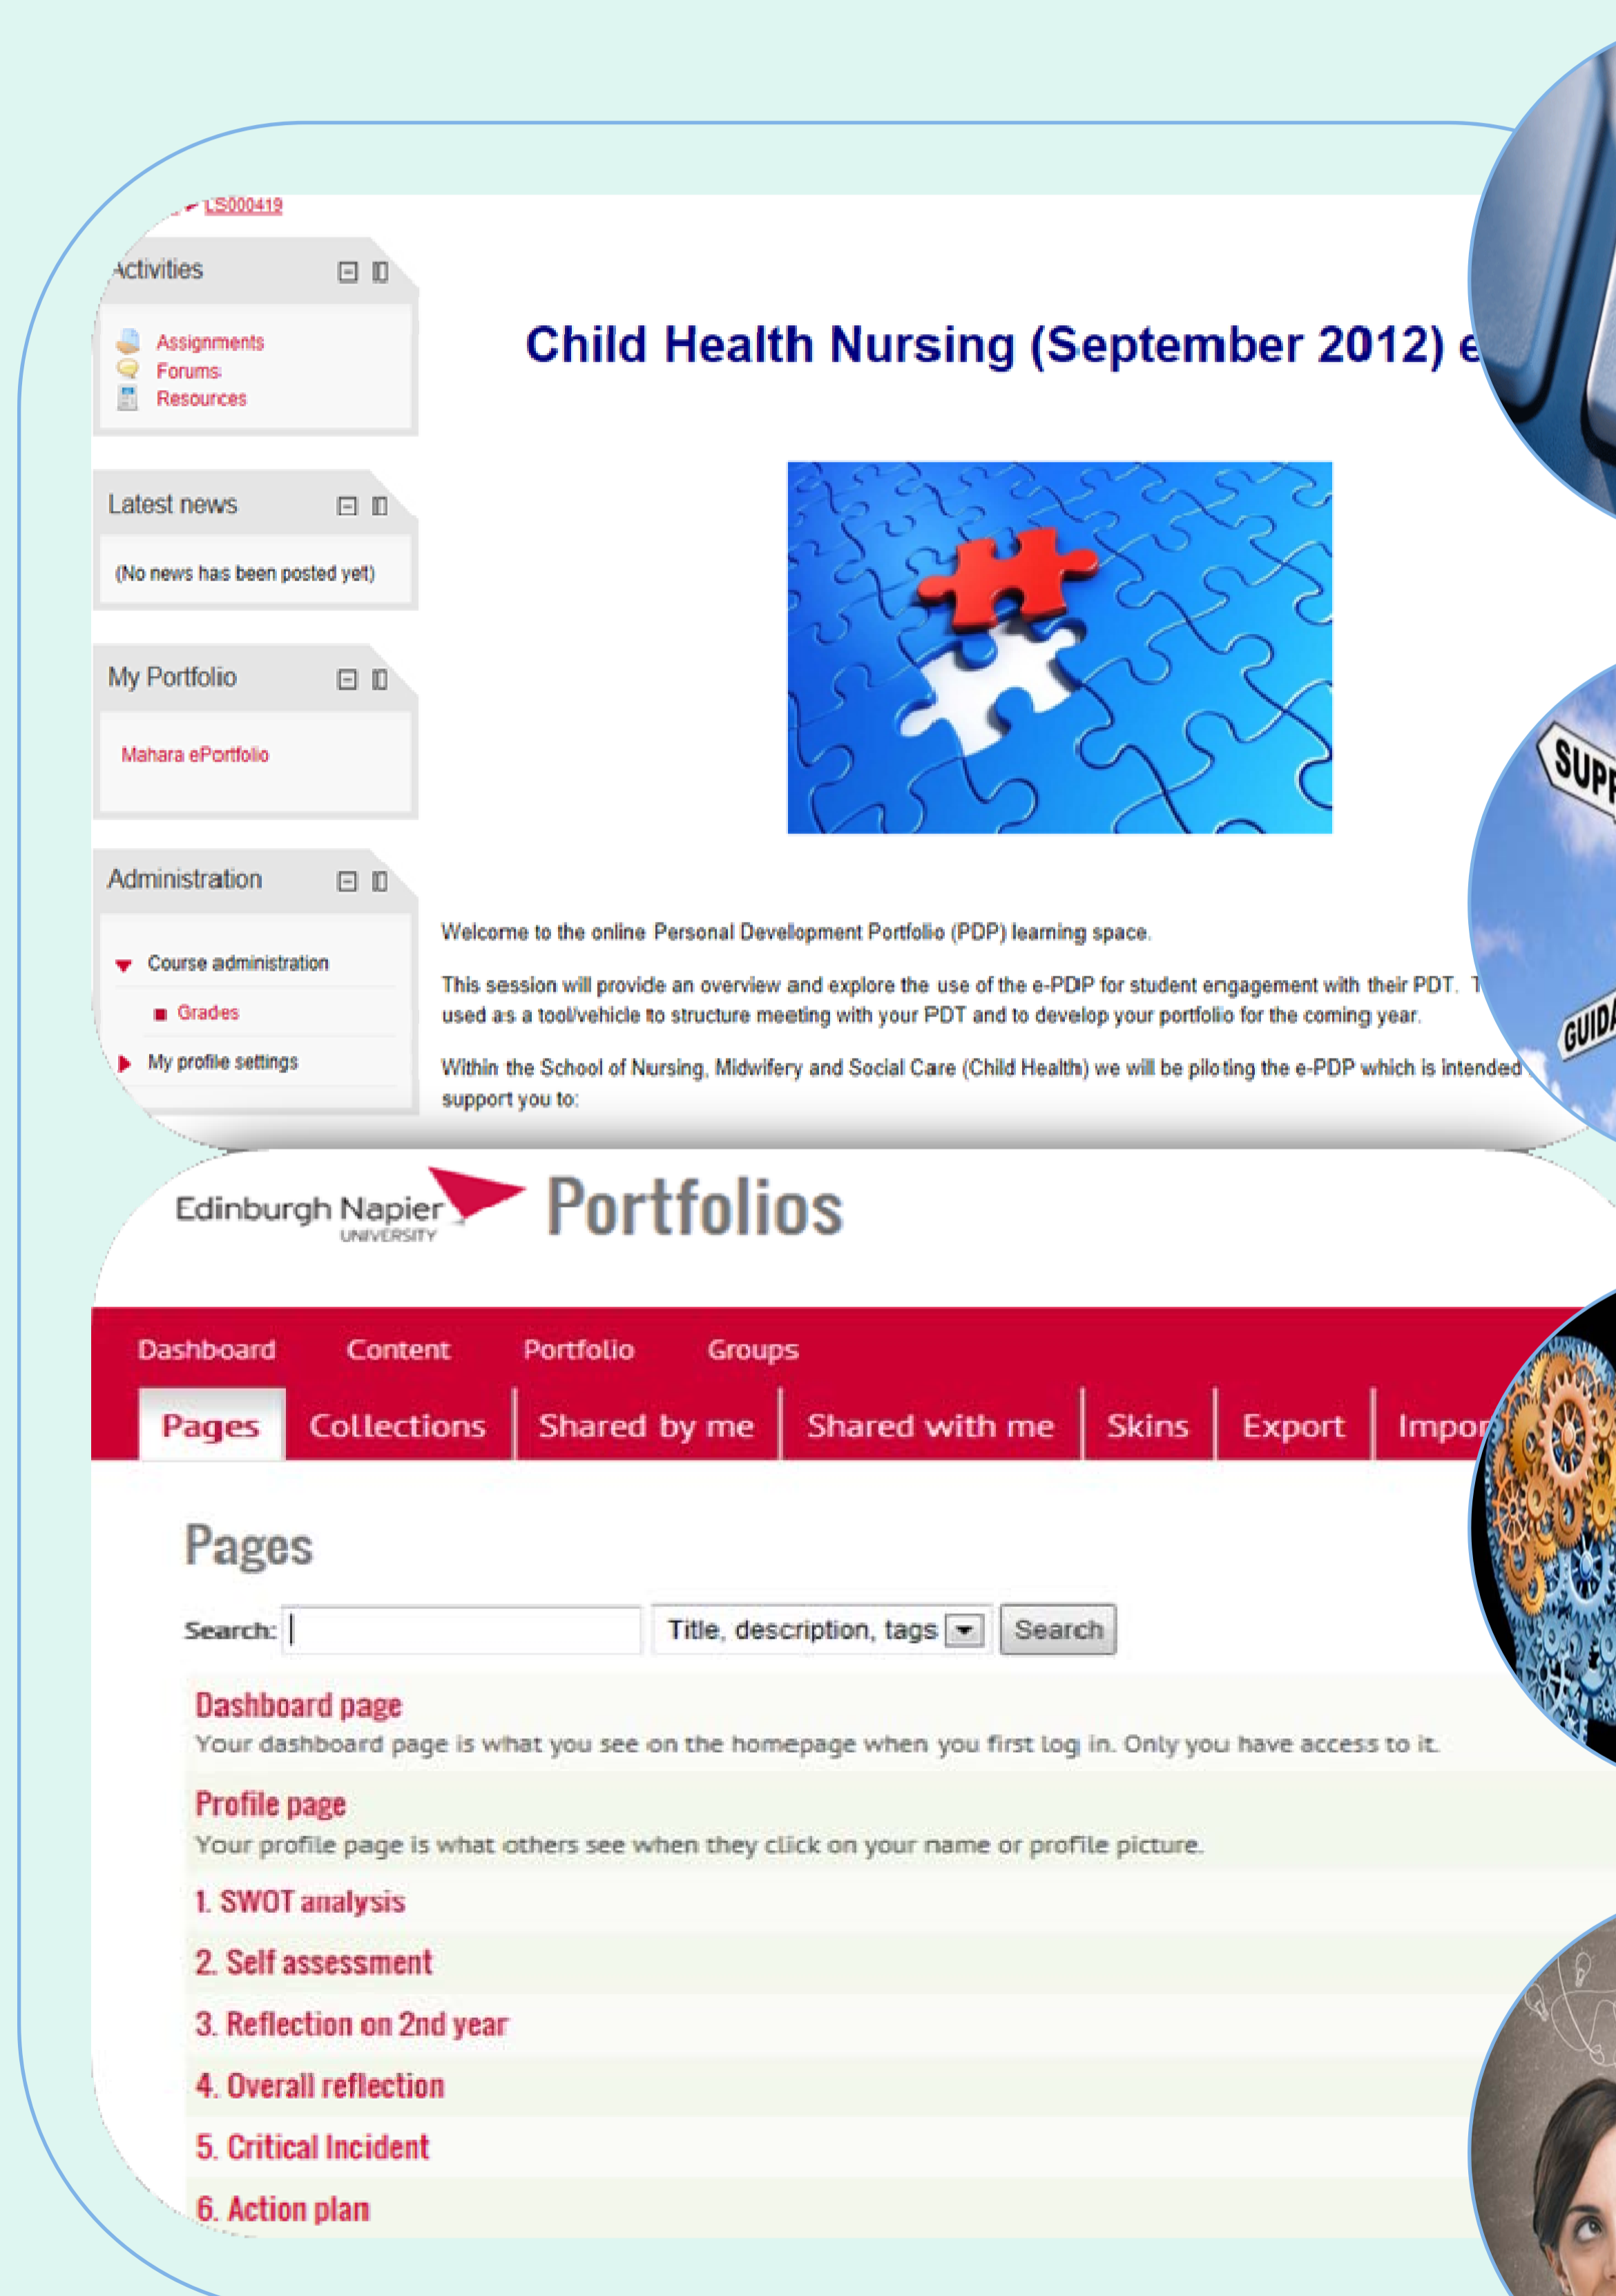 LS000419
Activities
Assignments
Forums
Resources
Latest news
(No news has been posted yet)
My Portfolio
Mahara ePortfolio
Administration
Course administration
Grades
My profile settings
Child Health Nursing (September 2012) e
Welcome to the online Personal Development Portfolio (PDP) learning space.
This session will provide an overview and explore the use of the e-PDP for student engagement with their PDT. T
used as a tool/vehicle to structure meeting with your PDT and to develop your portfolio for the coming year.
Within the School of Nursing, Midwifery and Social Care (Child Health) we will be piloting the e-PDP which is intended
support you to:
SUPP
GUIDA
Edinburgh Napier
UNIVERSITY
Portfolios
Dashboard Content Portfolio Groups
Pages Collections Shared by me Shared with me Skins Export Impor
Pages
Search: Title, description, tags Search
Dashboard page
Your dashboard page is what you see on the homepage when you first log in. Only you have access to it.
Profile page
Your profile page is what others see when they click on your name or profile picture.
1. SWOT analysis
2. Self assessment
3. Reflection on 2nd year
4. Overall reflection
5. Critical Incident
6. Action plan